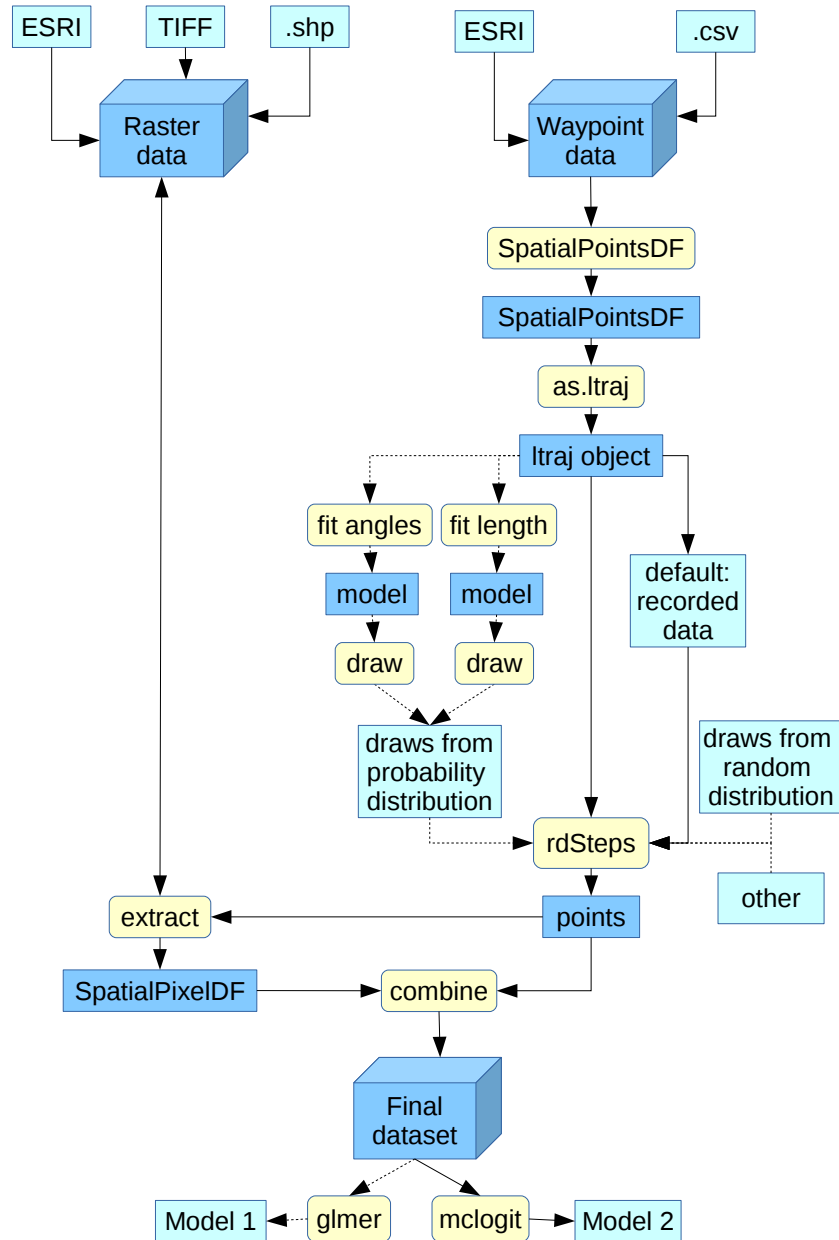 ESRI
TIFF
.shp
ESRI
.csv
Raster
data
Waypoint
data
SpatialPointsDF
SpatialPointsDF
as.ltraj
ltraj object
fit angles
fit length
default:
recorded
data
model
model
draw
draw
draws from
probability
distribution
draws from
random
distribution
rdSteps
other
extract
points
SpatialPixelDF
combine
Final
dataset
Model 1
glmer
mclogit
Model 2